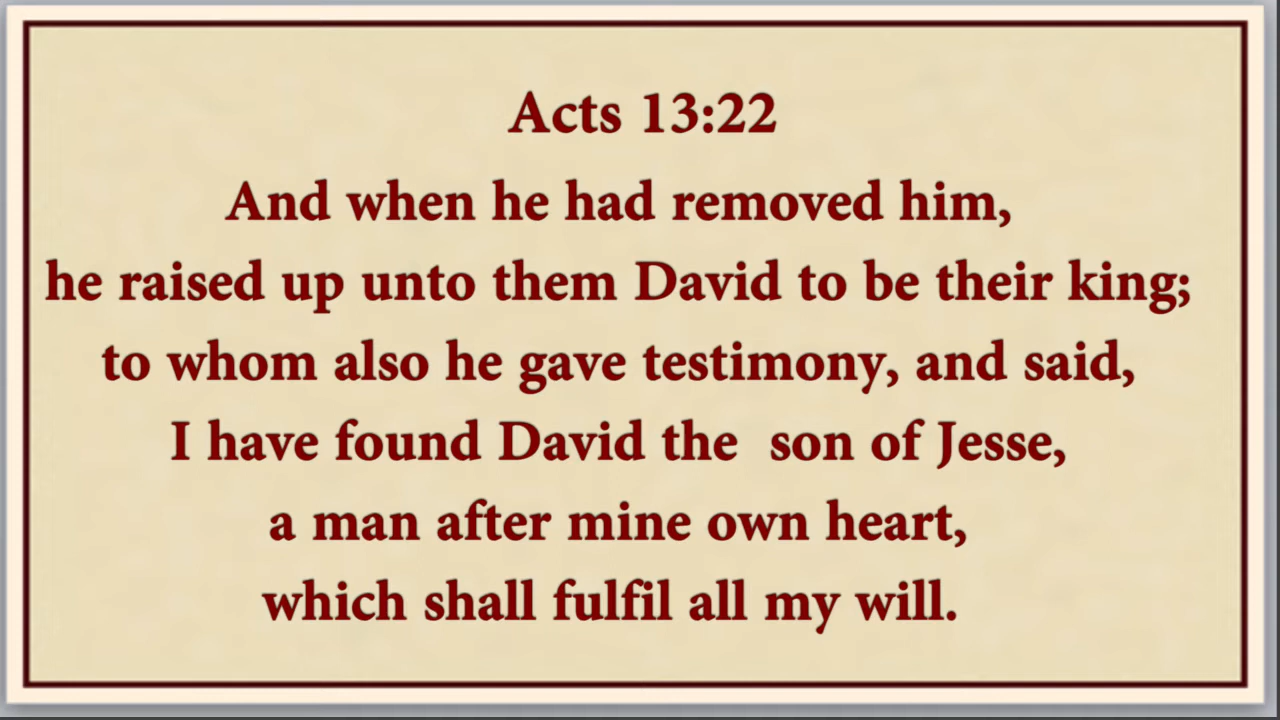 Acts 13:22
And when he had removed him,
he raised up unto them David to be their king;
to whom also he gave testimony, and said,
I have found David the  son of Jesse,
a man after mine own heart,
which shall fulfil all my will.